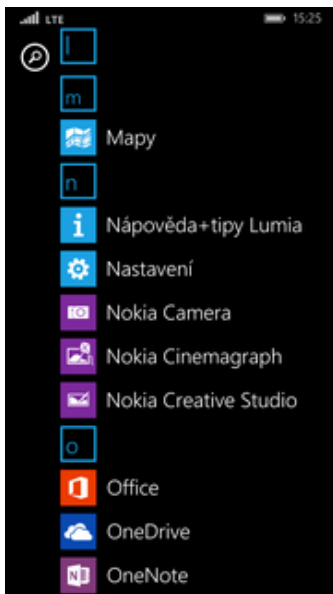 LTE 15:25
l
m
Mapy
n
Nápověda+tipy Lumia
Nastavení
Nokia Camera
Nokia Cinemagraph
Nokia Creative Studio
o
Office
OneDrive
OneNote